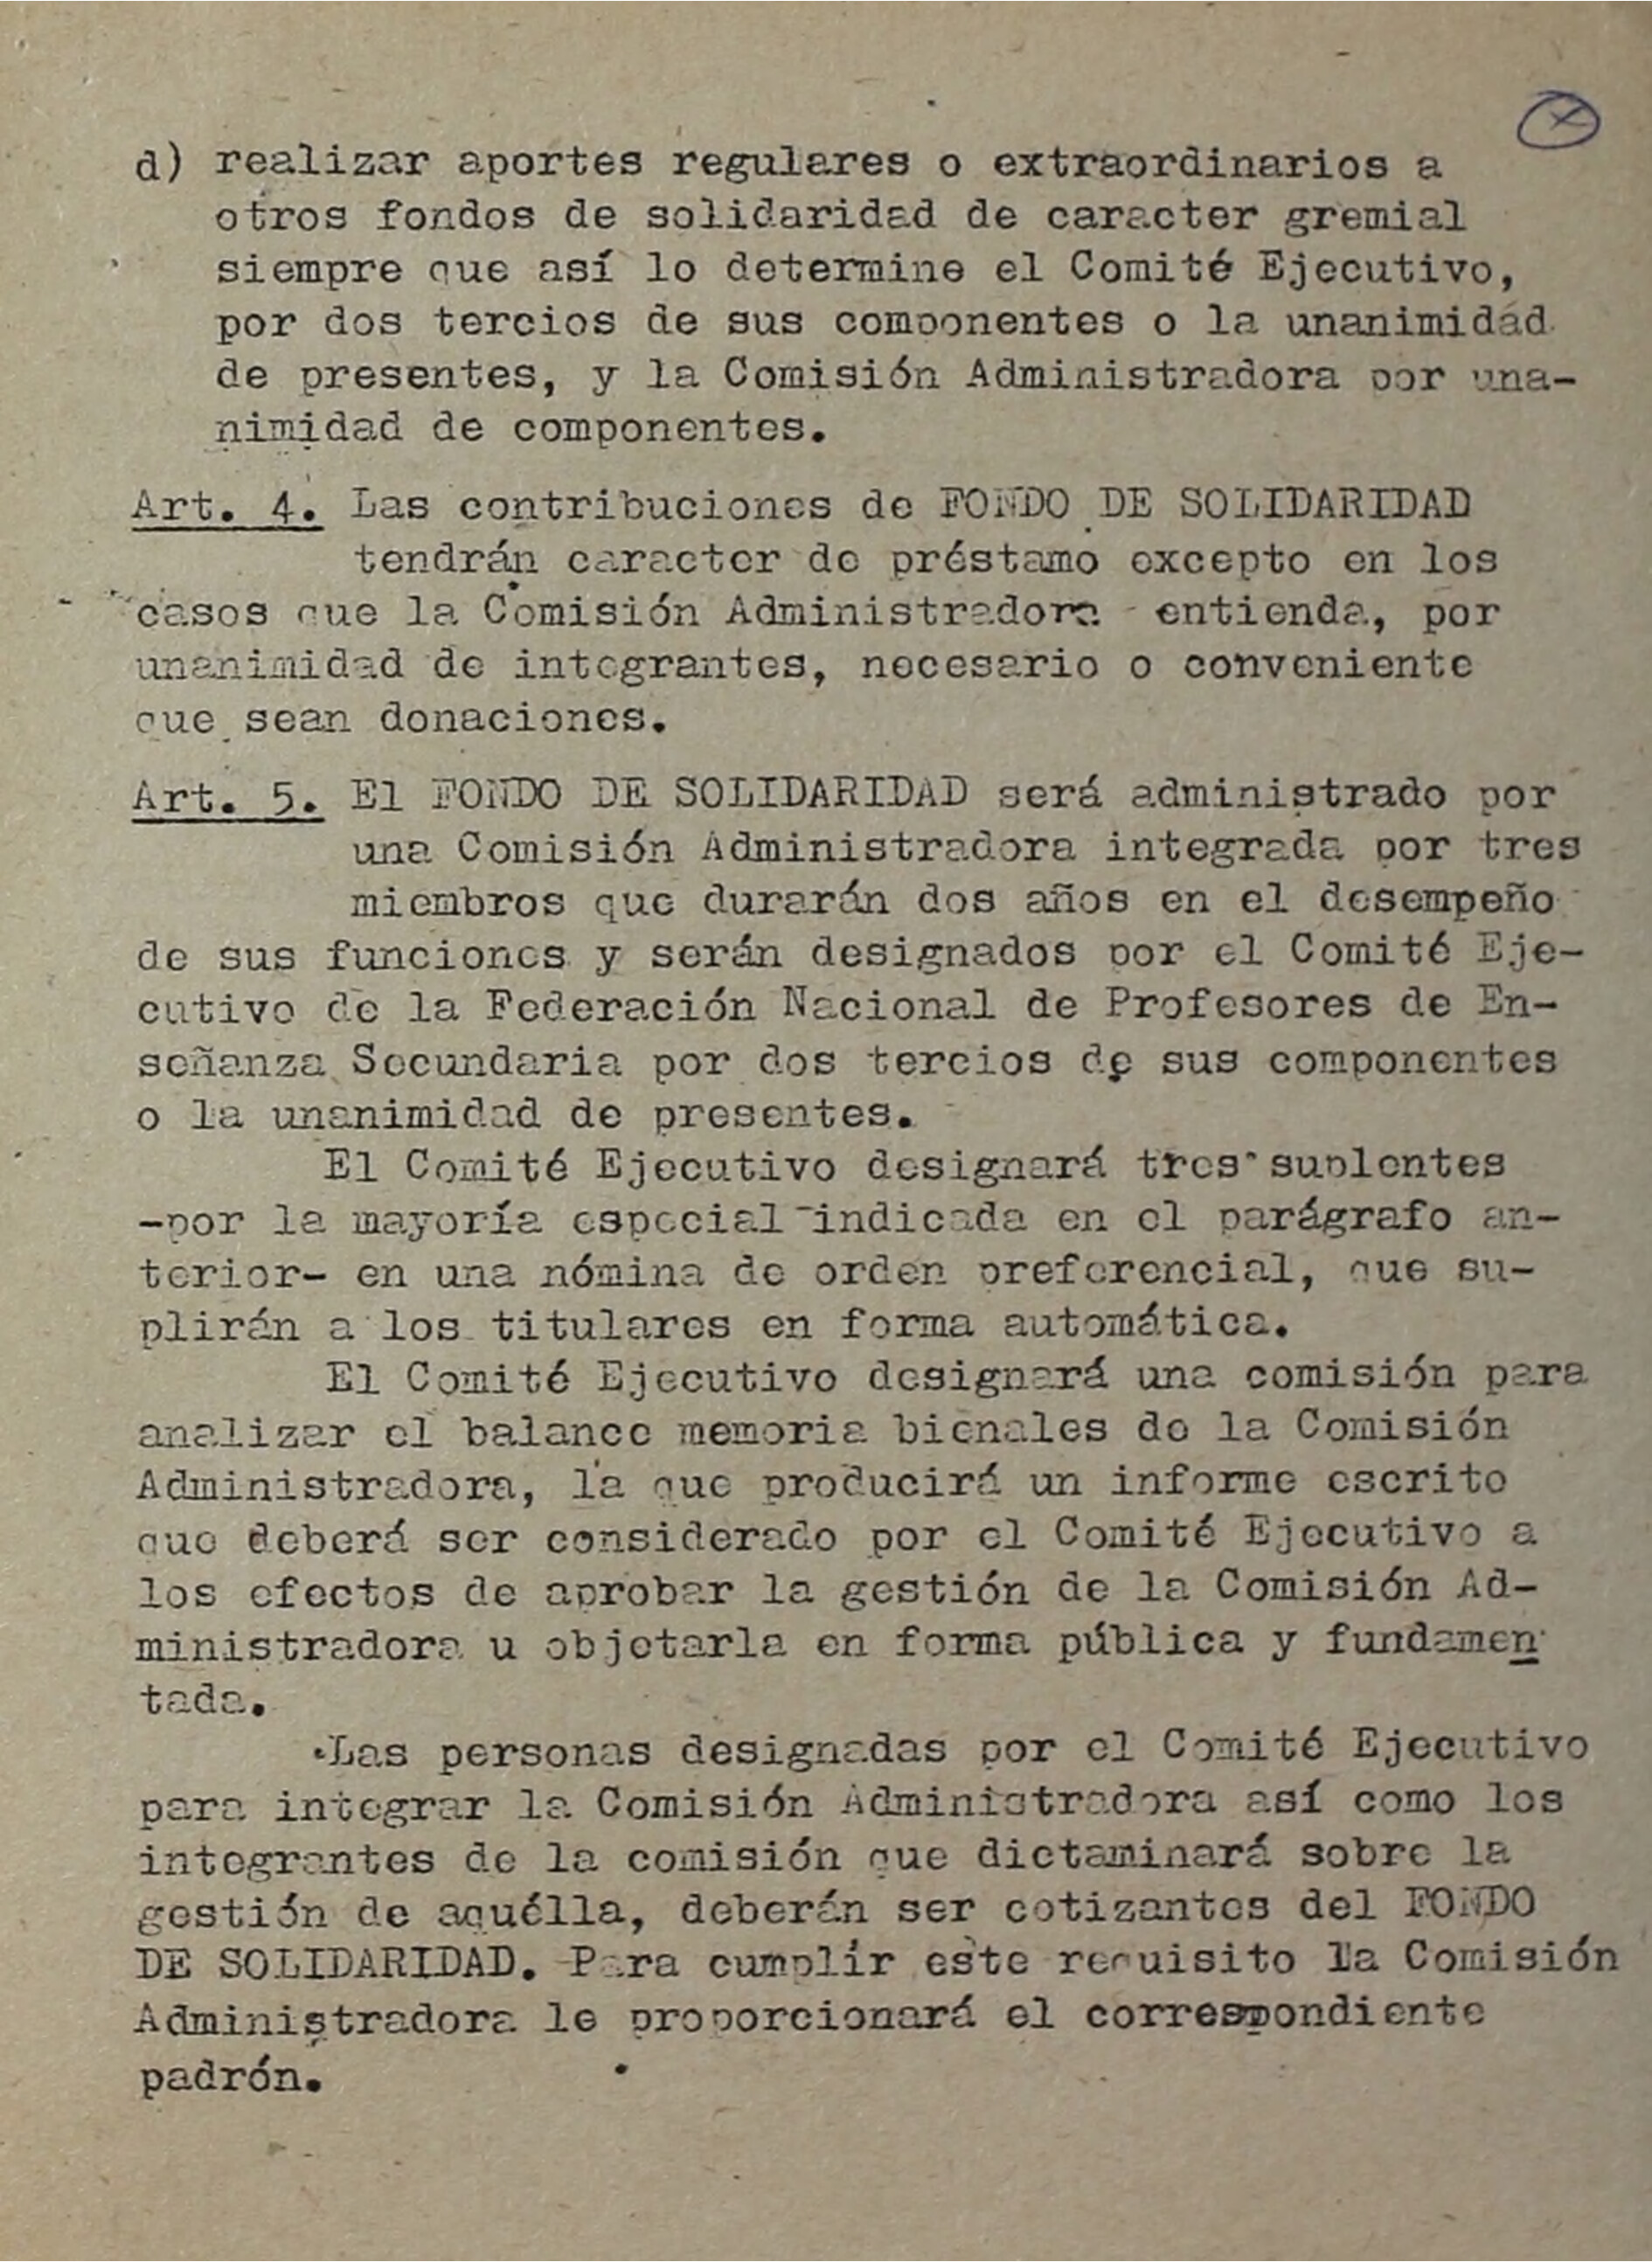 d) realizar aportes regulares o extraordinarios a
otros fondos de solidaridad de caracter gremial
siempre que así lo determine el Comité Ejecutivo,
por dos tercios de sus componentes o la unanimidad
de presentes, y la Comisión Administradora por una-
nimidad de componentes.
Art. 4. Las contribuciones de FONDO DE SOLIDARIDAD
tendrán caracter de préstamo excepto en los
casos que la Comisión Administradora entienda, por
unanimidad de integrantes, necesario o conveniente
que sean donaciones.
Art. 5. El FONDO DE SOLIDARIDAD será administrado por
una Comisión Administradora integrada por tres
miembros que durarán dos años en el desempeño
de sus funciones y serán designados por el Comité Eje-
cutivo de la Federación Nacional de Profesores de En-
señanza Secundaria por dos tercios de sus componentes
o la unanimidad de presentes.
El Comité Ejecutivo designará tres suplentes
-por la mayoría especial indicada en el parágrafo an-
terior- en una nómina de orden preferencial, que su-
plirán a los titulares en forma automática.
El Comité Ejecutivo designará una comisión para
analizar el balance memoria bienales de la Comisión
Administradora, la que producirá un informe escrito
que deberá ser considerado por el Comité Ejecutivo a
los efectos de aprobar la gestión de la Comisión Ad-
ministradora u objetarla en forma pública y fundamen
tada.
Las personas designadas por el Comité Ejecutivo
para integrar la Comisión Administradora así como los
integrantes de la comisión que dictaminará sobre la
gestión de aquélla, deberán ser cotizantes del FONDO
DE SOLIDARIDAD. Para cumplir este requisito la Comisión
Administradora le proporcionará el correspondiente
padrón.